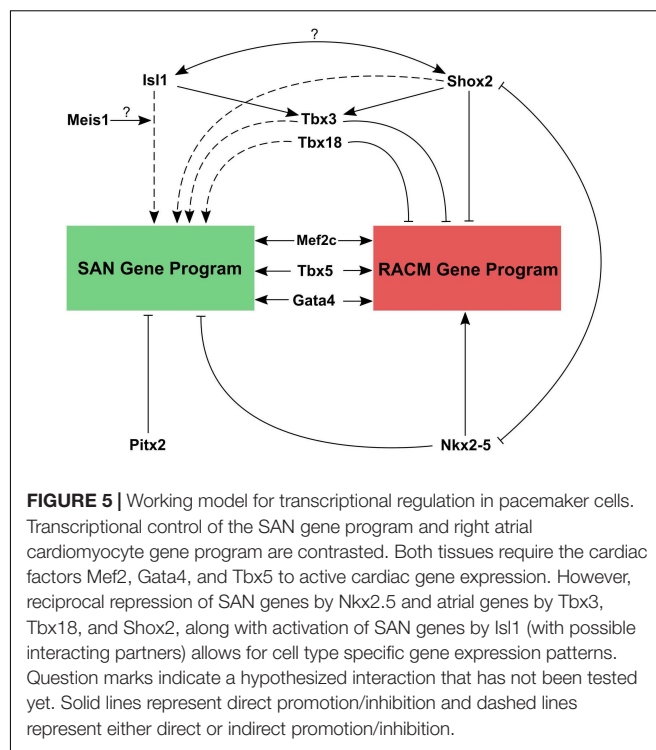 ?
Isl1
Shox2
Meis1
?
Tbx3
Tbx18
SAN Gene Program
Mef2c
RACM Gene Program
Tbx5
Gata4
Pitx2
Nkx2-5
FIGURE 5 | Working model for transcriptional regulation in pacemaker cells.
Transcriptional control of the SAN gene program and right atrial
cardiomyocyte gene program are contrasted. Both tissues require the cardiac
factors Mef2, Gata4, and Tbx5 to active cardiac gene expression. However,
reciprocal repression of SAN genes by Nkx2.5 and atrial genes by Tbx3,
Tbx18, and Shox2, along with activation of SAN genes by Isl1 (with possible
interacting partners) allows for cell type specific gene expression patterns.
Question marks indicate a hypothesized interaction that has not been tested
yet. Solid lines represent direct promotion/inhibition and dashed lines
represent either direct or indirect promotion/inhibition.